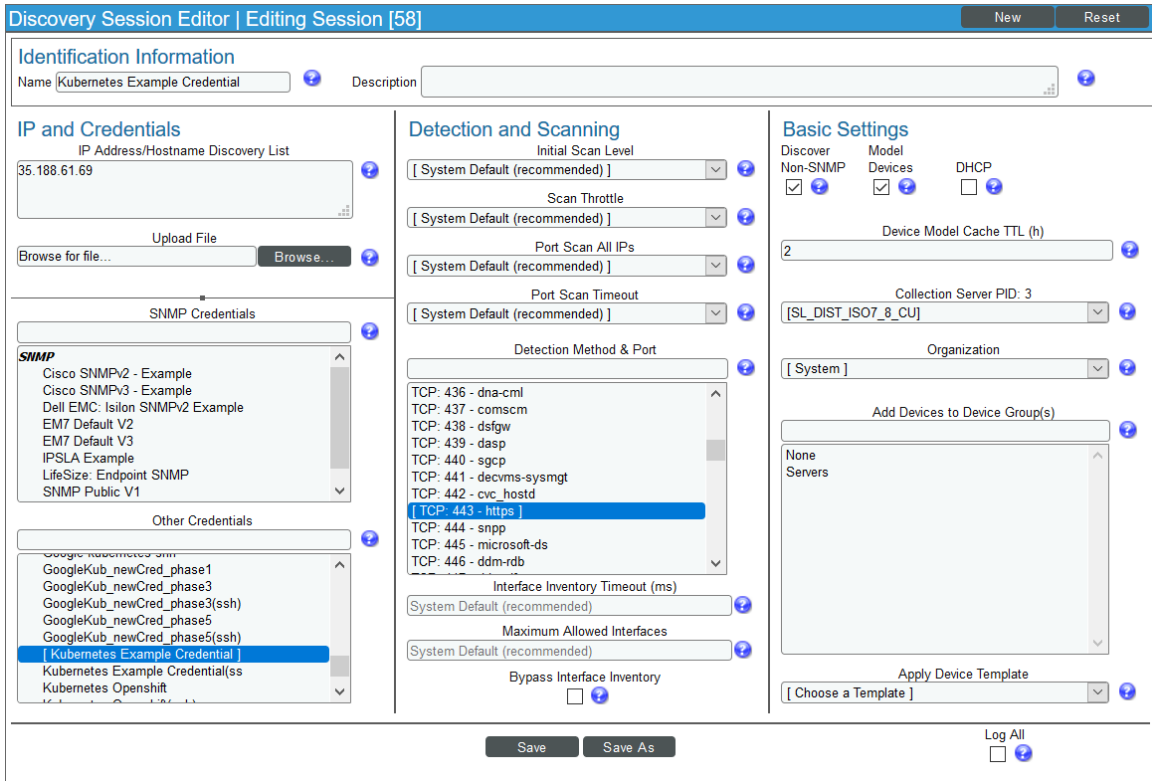 Discovery Session Editor | Editing Session [58]
New
Reset
Identification Information
Name
Kubernetes Example Credential
Description
IP and Credentials
IP Address/Hostname Discovery List
35.188.61.69
Upload File
Browse for file...
Browse...
SNMP Credentials
SNMP
Cisco SNMPv2 - Example
Cisco SNMPv3 - Example
Dell EMC: Isilon SNMPv2 Example
EM7 Default V2
EM7 Default V3
IPSLA Example
LifeSize: Endpoint SNMP
SNMP Public V1
Other Credentials
GoogleKub_newCred_phase1
GoogleKub_newCred_phase3
GoogleKub_newCred_phase3(ssh)
GoogleKub_newCred_phase5
GoogleKub_newCred_phase5(ssh)
[ Kubernetes Example Credential ]
Kubernetes Example Credential(ss
Kubernetes Openshift
Detection and Scanning
Initial Scan Level
[ System Default (recommended) ]
Scan Throttle
[ System Default (recommended) ]
Port Scan All IPs
[ System Default (recommended) ]
Port Scan Timeout
[ System Default (recommended) ]
Detection Method & Port
TCP: 436 - dna-cml
TCP: 437 - comscm
TCP: 438 - dsfgw
TCP: 439 - dasp
TCP: 440 - sgcp
TCP: 441 - decvms-sysmgt
TCP: 442 - cvc_hostd
[ TCP: 443 - https ]
TCP: 444 - snpp
TCP: 445 - microsoft-ds
TCP: 446 - ddm-rdb
Interface Inventory Timeout (ms)
System Default (recommended)
Maximum Allowed Interfaces
System Default (recommended)
Bypass Interface Inventory
Basic Settings
Discover
Non-SNMP
Model
Devices
DHCP
Device Model Cache TTL (h)
2
Collection Server PID: 3
[SL_DIST_ISO7_8_CU]
Organization
[ System ]
Add Devices to Device Group(s)
None
Servers
Apply Device Template
[ Choose a Template ]
Save
Save As
Log All